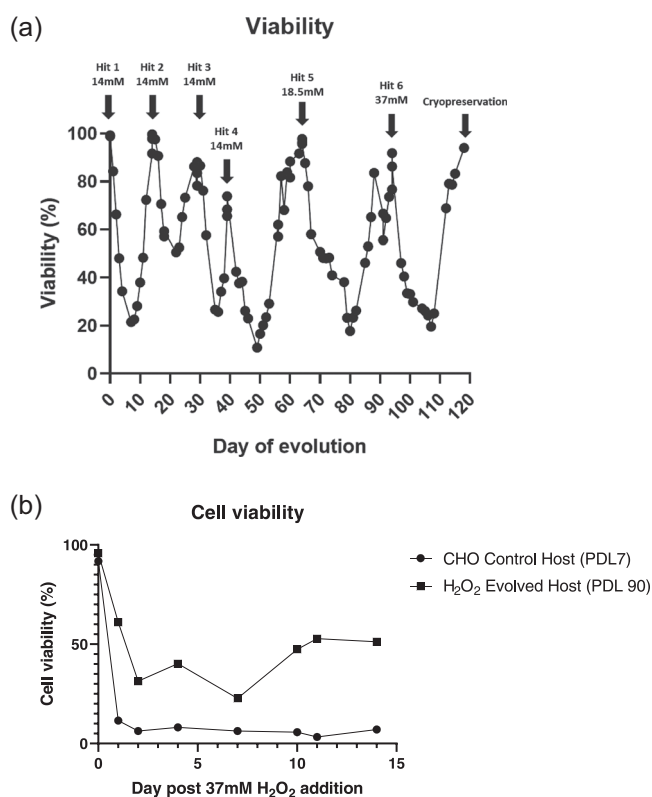 (a)
Viability
Hit 1
14mM
Hit 2
14mM
Hit 3
14mM
Hit 4
14mM
Hit 5
18.5mM
Hit 6
37mM
Cryopreservation
Viability (%)
100
80
60
40
20
0
0 10 20 30 40 50 60 70 80 90 100 110 120
Day of evolution
(b)
Cell viability
Cell viability (%)
100
50
0
0 5 10 15
Day post 37mM H₂O₂ addition
CHO Control Host (PDL7)
H₂O₂ Evolved Host (PDL 90)